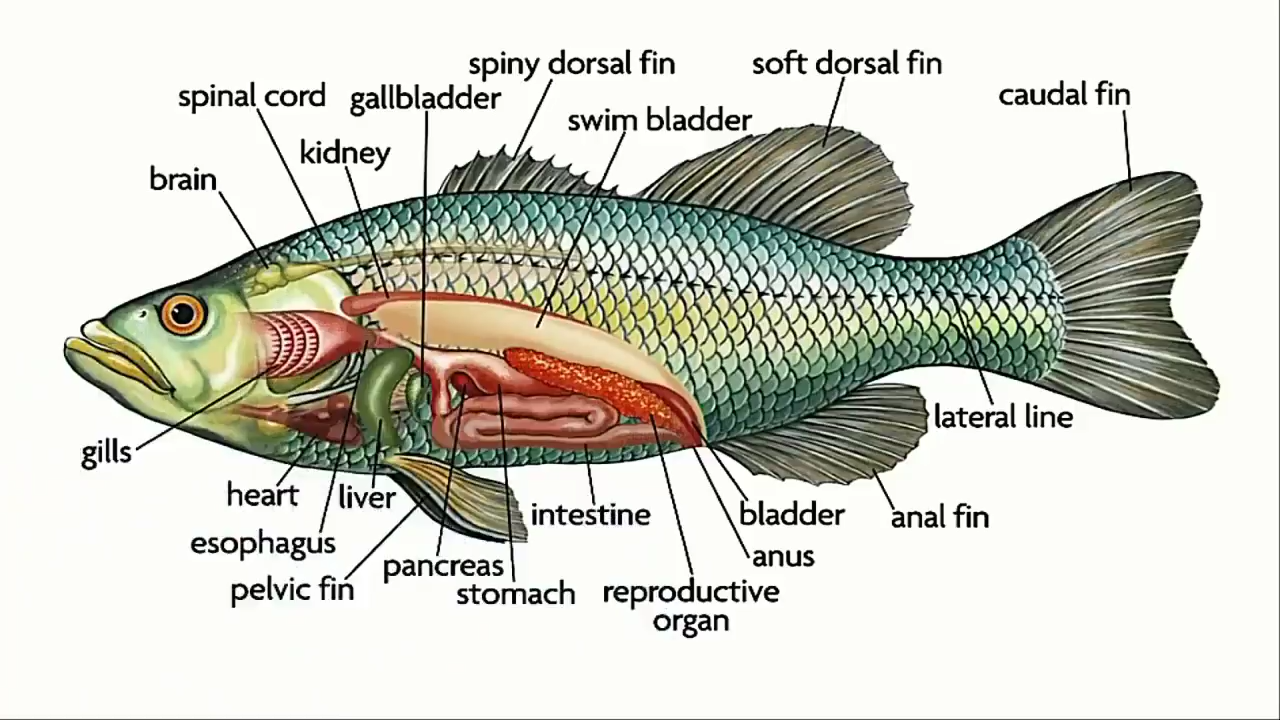 spiny dorsal fin
soft dorsal fin
caudal fin
spinal cord
gallbladder
swim bladder
kidney
brain
lateral line
gills
heart
liver
intestine
bladder
anal fin
esophagus
pancreas
anus
pelvic fin
stomach
reproductive
organ